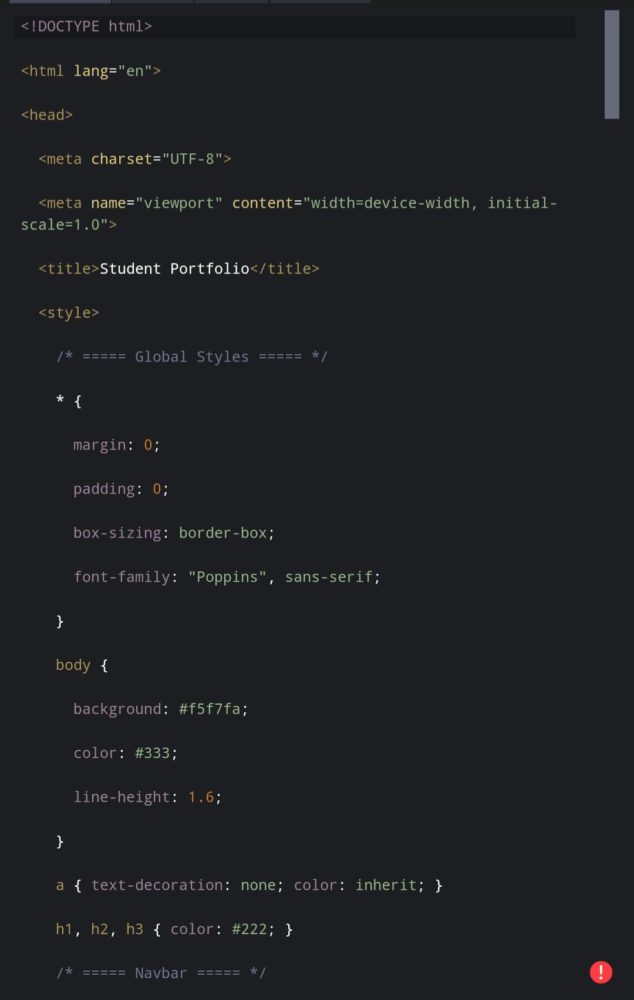 <!DOCTYPE html>
<html lang="en">
<head>
<meta charset="UTF-8">
<meta name="viewport" content="width=device-width, initial-
scale=1.0">
<title>Student Portfolio</title>
<style>
/* ===== Global Styles ===== */
* {
margin: 0;
padding: 0;
box-sizing: border-box;
font-family: "Poppins", sans-serif;
}
body {
background: #f5f7fa;
color: #333;
line-height: 1.6;
}
a { text-decoration: none; color: inherit; }
h1, h2, h3 { color: #222; }
/* ===== Navbar ===== */
!